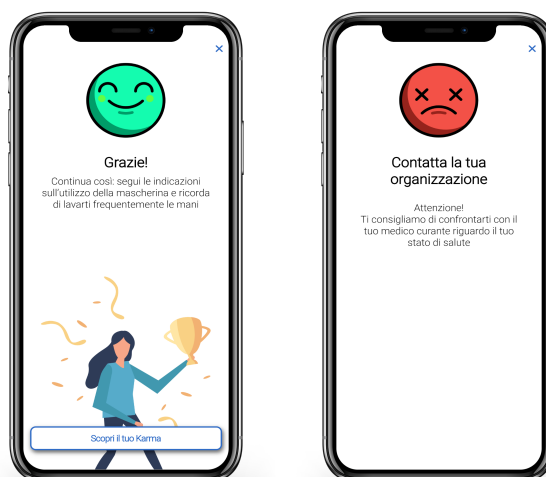 Grazie!
Continua così: segui le indicazioni
sull'utilizzo della mascherina e ricorda
di lavarti frequentemente le mani
Scopri il tuo Karma
Contatta la tua
organizzazione
Attenzione!
Ti consigliamo di confrontarti con il
tuo medico curante riguardo il tuo
stato di salute